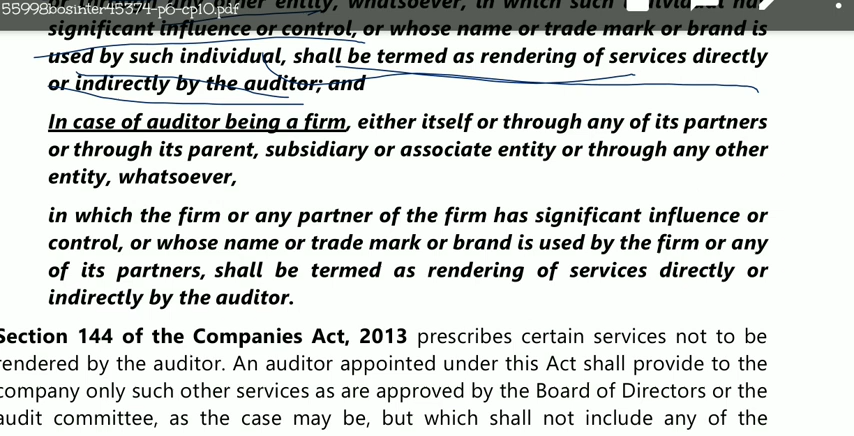 55998bosinter45374-p6-cp10.pdf
entity, whatsoever, in which such
significant influence or control, or whose name or trade mark or brand is
used by such individual, shall be termed as rendering of services directly
or indirectly by the auditor; and
In case of auditor being a firm, either itself or through any of its partners
or through its parent, subsidiary or associate entity or through any other
entity, whatsoever,
in which the firm or any partner of the firm has significant influence or
control, or whose name or trade mark or brand is used by the firm or any
of its partners, shall be termed as rendering of services directly or
indirectly by the auditor.
Section 144 of the Companies Act, 2013 prescribes certain services not to be
rendered by the auditor. An auditor appointed under this Act shall provide to the
company only such other services as are approved by the Board of Directors or the
audit committee, as the case may be, but which shall not include any of the